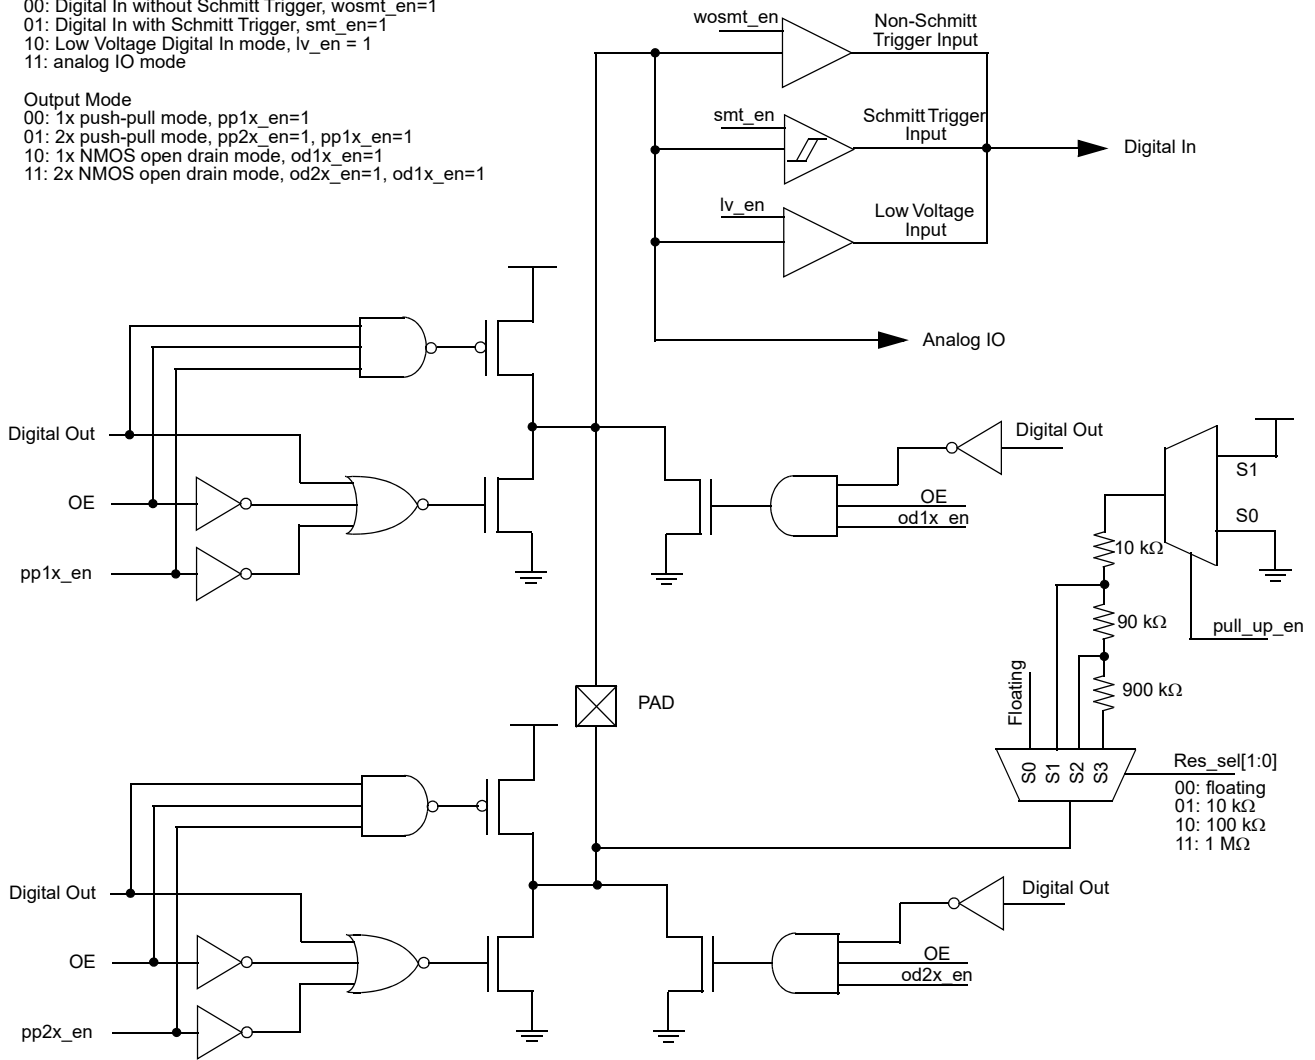 00: Digital In without Schmitt Trigger, wosmt_en=1
01: Digital In with Schmitt Trigger, smt_en=1
10: Low Voltage Digital In mode, lv_en = 1
11: analog IO mode
Output Mode
00: 1x push-pull mode, pp1x_en=1
01: 2x push-pull mode, pp2x_en=1, pp1x_en=1
10: 1x NMOS open drain mode, od1x_en=1
11: 2x NMOS open drain mode, od2x_en=1, od1x_en=1
wosmt_en
Non-Schmitt
Trigger Input
smt_en
Schmitt Trigger
Input
Digital In
lv_en
Low Voltage
Input
Analog IO
Digital Out
OE
pp1x_en
Digital Out
OE
od1x_en
S1
S0
10 kΩ
90 kΩ
pull_up_en
900 kΩ
Floating
PAD
S0
S1
S2
S3
Res_sel[1:0]
00: floating
01: 10 kΩ
10: 100 kΩ
11: 1 MΩ
Digital Out
OE
pp2x_en
Digital Out
OE
od2x_en